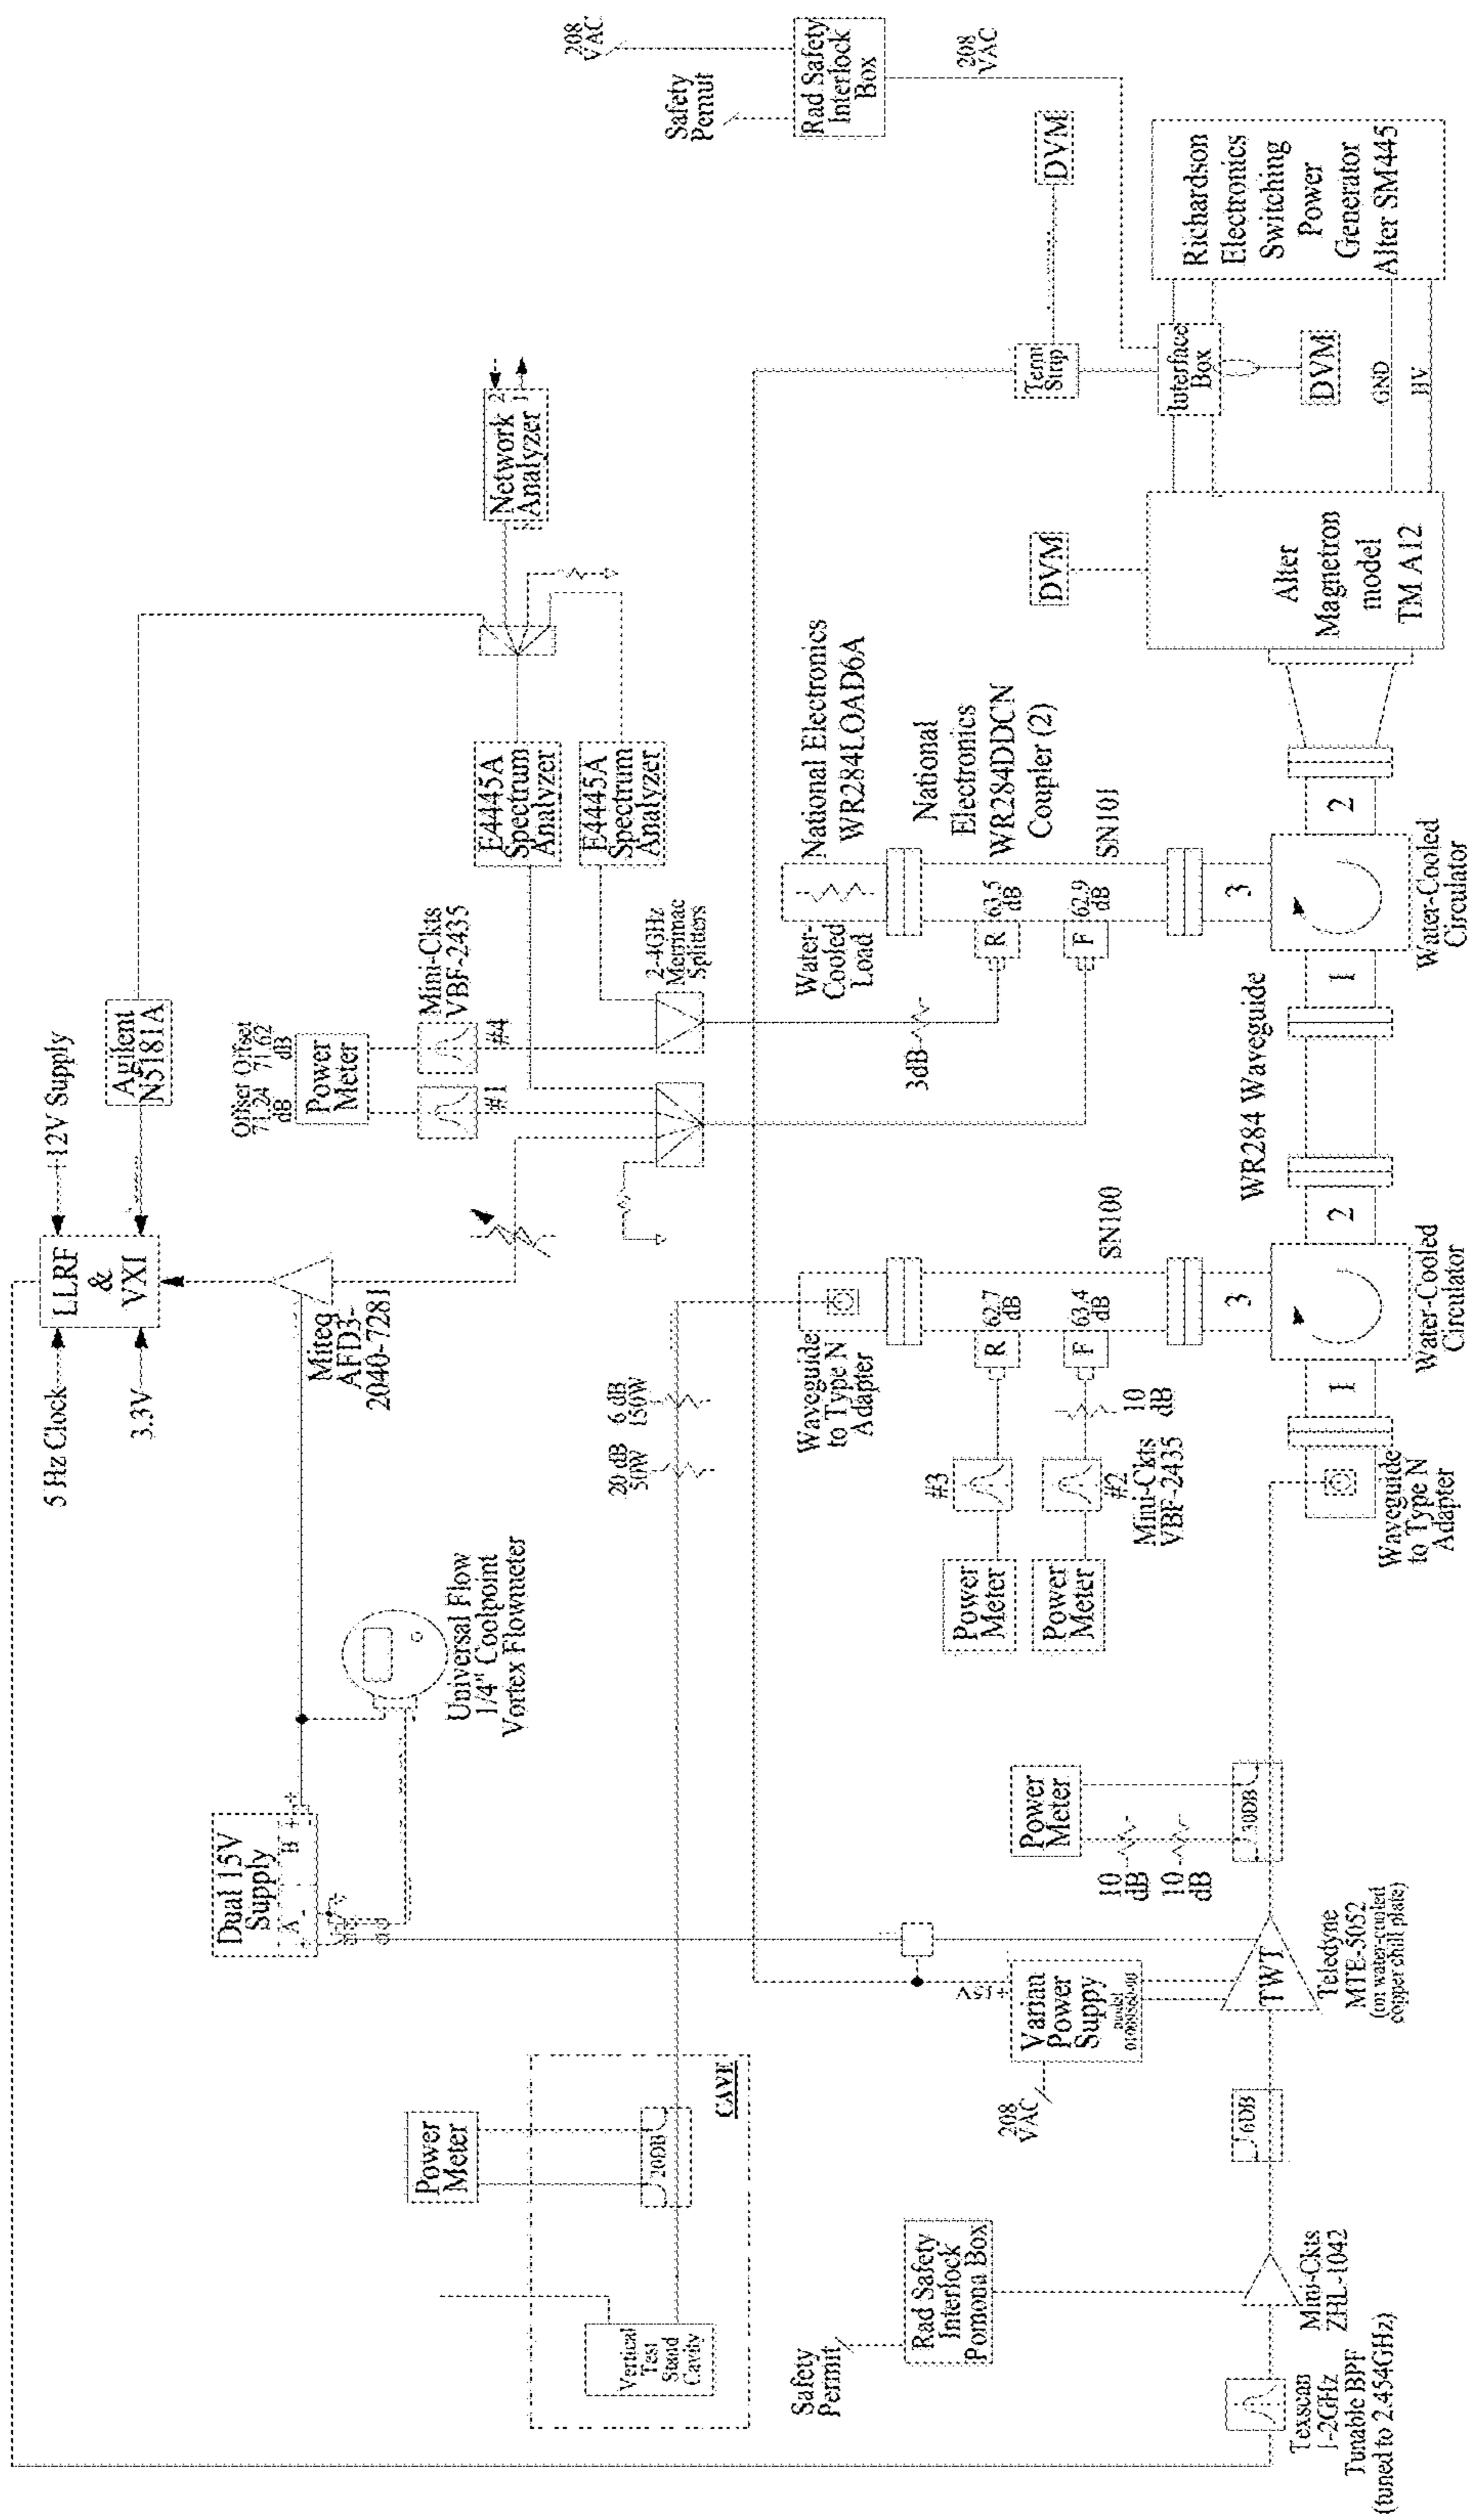 5 Hz Clock
3.3V
LLRF
&
VXI
12V Supply
Agilent
N5181A
Miteq
AFD3-
2040-7281
Dual 15V
Supply
A
B
Universal Flow
1/4" Coolpoint
Vortex Flowmeter
Offset Offset
71.24 71.62
dB dB
Power
Meter
#1
#4
Mini-Ckts
VBF-2435
E4445A
Spectrum
Analyzer
E4445A
Spectrum
Analyzer
2-4GHz
Merrimac
Splitters
Network
Analyzer
2
1
208
VAC
Safety
Permit
Rad Safety
Interlock
Box
208
VAC
DVM
Term
Strip
Interface
Box
DVM
GND
HV
Richardson
Electronics
Switching
Power
Generator
Alter SM445
DVM
Alter
Magnetron
model
TM A12
National Electronics
WR284LOAD6A
Water-
Cooled
Load
National
Electronics
WR284DDCN
Coupler (2)
SN101
R
63.5
dB
F
62.9
dB
3dB
3
2
1
Water-Cooled
Circulator
WR284 Waveguide
20 dB
50W
6 dB
150W
Waveguide
to Type N
Adapter
SN100
R
62.7
dB
F
63.4
dB
10
dB
#3
#2
Mini-Ckts
VBF-2435
Power
Meter
Power
Meter
3
2
1
Water-Cooled
Circulator
Waveguide
to Type N
Adapter
Power
Meter
10
dB
10
dB
30DB
+15V
Varian
Power
Suppy
model
208
VAC
TWT
Teledyne
MTE-5052
(on water-cooled
copper chill plate)
6DB
Power
Meter
20DB
CAVE
Vertical
Test
Stand
Cavity
Safety
Permit
Rad Safety
Interlock
Pomona Box
Mini-Ckts
ZHL-1042
Texscan
1-2GHz
Tunable BPF
(tuned to 2.454GHz)